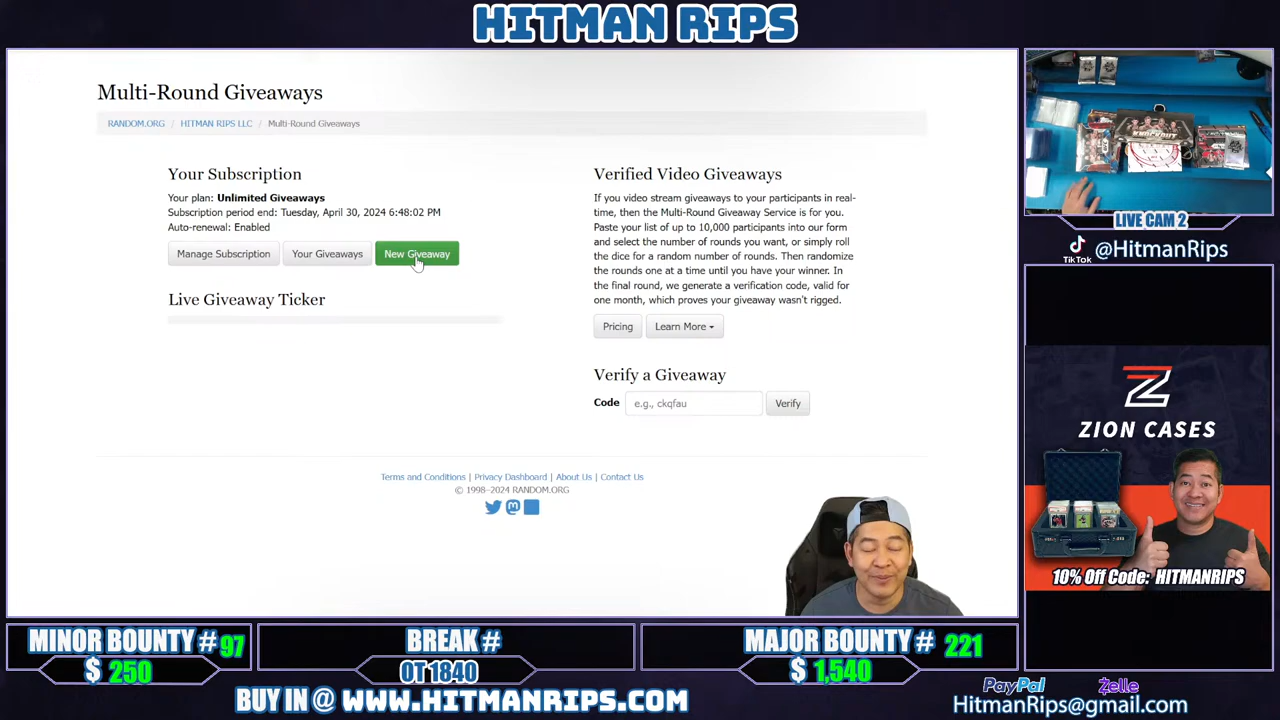 HITMAN RIPS
Multi-Round Giveaways
RANDOM.ORG / HITMAN RIPS LLC / Multi-Round Giveaways
Your Subscription
Your plan: Unlimited Giveaways
Subscription period end: Tuesday, April 30, 2024 6:48:02 PM
Auto-renewal: Enabled
Manage Subscription
Your Giveaways
New Giveaway
Live Giveaway Ticker
Verified Video Giveaways
If you video stream giveaways to your participants in real-
time, then the Multi-Round Giveaway Service is for you.
Paste your list of up to 10,000 participants into our form
and select the number of rounds you want, or simply roll
the dice for a random number of rounds. Then randomize
the rounds one at a time until you have your winner. In
the final round, we generate a verification code, valid for
one month, which proves your giveaway wasn't rigged.
Pricing
Learn More
Verify a Giveaway
Code
e.g., ckqfau
Verify
Terms and Conditions | Privacy Dashboard | About Us | Contact Us
© 1998–2024 RANDOM.ORG
KNOCKOUT
LIVE CAM 2
TikTok
@HitmanRips
ZION CASES
10% Off Code: HITMANRIPS
MINOR BOUNTY # 97
$ 250
BREAK #
OT 1840
MAJOR BOUNTY # 221
$ 1,540
BUY IN @ WWW.HITMANRIPS.COM
PayPal
Zelle
HitmanRips@gmail.com